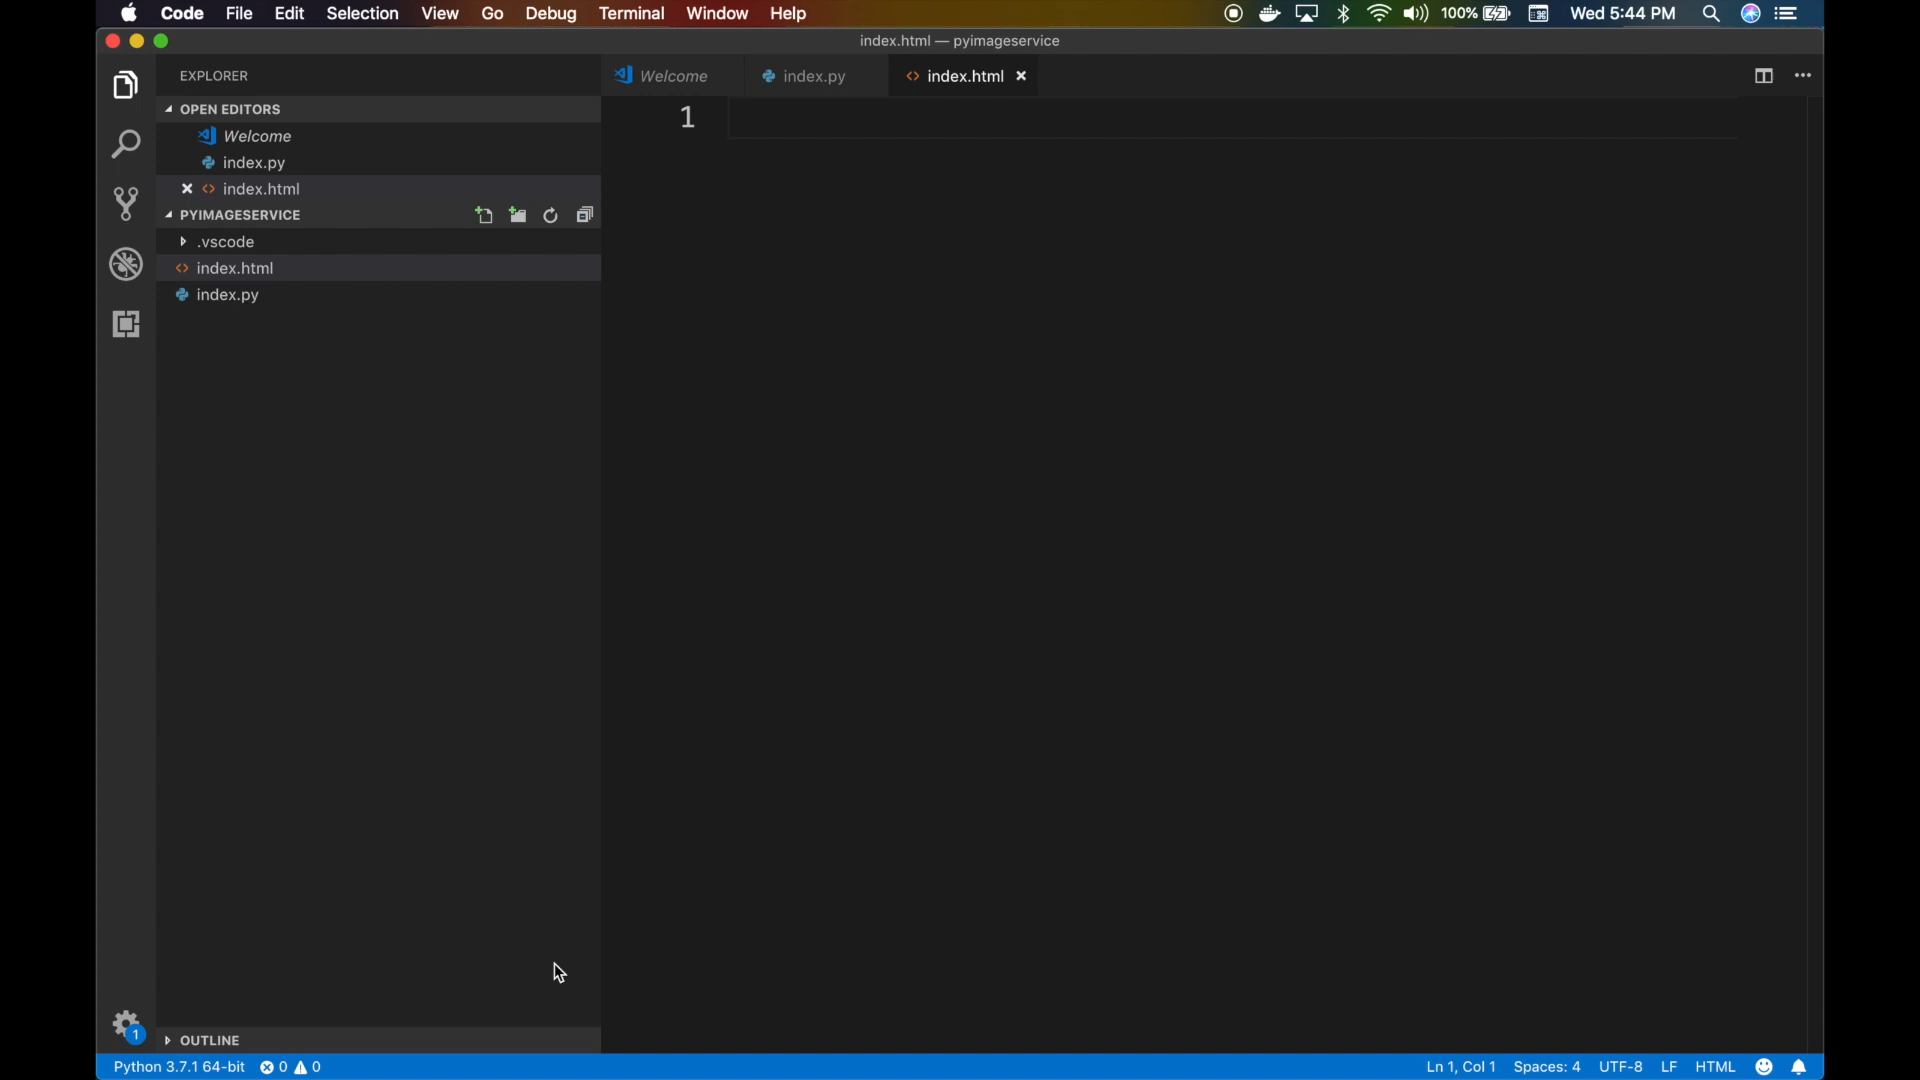 Code File Edit Selection View Go Debug Terminal Window Help 100% Wed 5:44 PM
index.html — pyimageservice
EXPLORER
Welcome index.py index.html
OPEN EDITORS
Welcome
index.py
index.html
PYIMAGESERVICE
.vscode
index.html
index.py
1
1
OUTLINE
Python 3.7.1 64-bit 0 0 Ln 1, Col 1 Spaces: 4 UTF-8 LF HTML